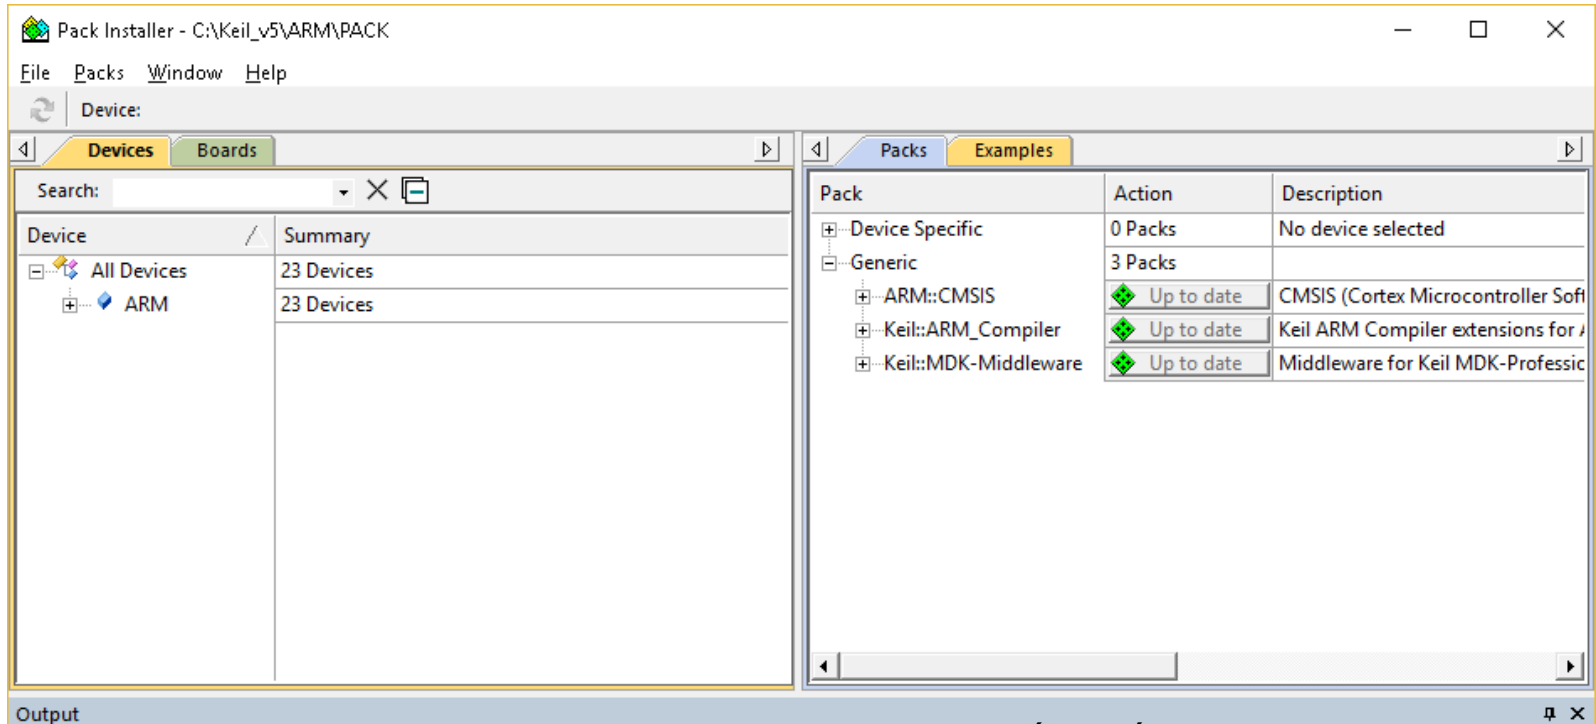 Pack Installer - C:\Keil_v5\ARM\PACK
File Packs Window Help
Device:
Devices Boards
Search:
Device Summary
All Devices 23 Devices
ARM 23 Devices
Packs Examples
Pack Action Description
Device Specific 0 Packs No device selected
Generic 3 Packs
ARM::CMSIS Up to date CMSIS (Cortex Microcontroller Soft
Keil::ARM_Compiler Up to date Keil ARM Compiler extensions for
Keil::MDK-Middleware Up to date Middleware for Keil MDK-Professic
Output